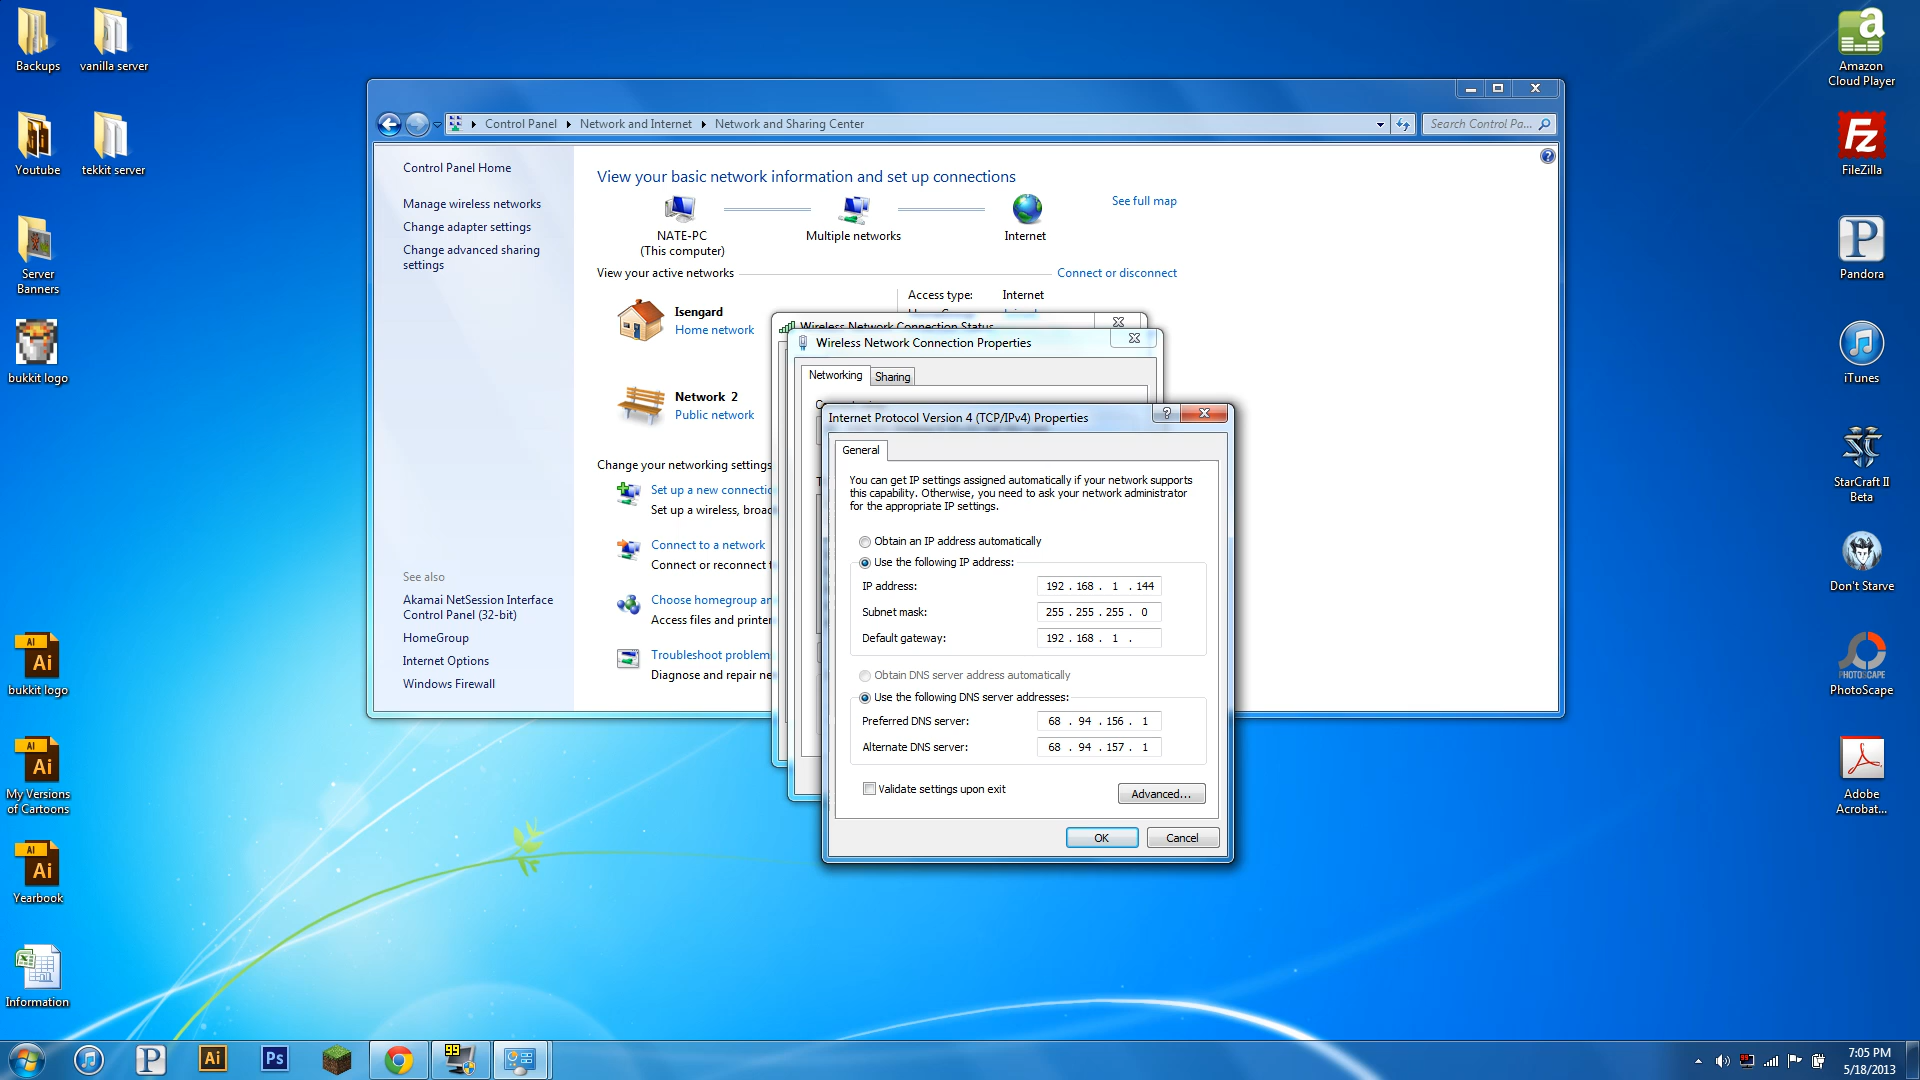 Backups
vanilla server
Youtube
tekkit server
Server
Banners
bukkit logo
bukkit logo
My Versions
of Cartoons
Yearbook
Information
Control Panel
Network and Internet
Network and Sharing Center
Search Control Pa...
Control Panel Home
Manage wireless networks
Change adapter settings
Change advanced sharing
settings
See also
Akamai NetSession Interface
Control Panel (32-bit)
HomeGroup
Internet Options
Windows Firewall
View your basic network information and set up connections
NATE-PC
(This computer)
Multiple networks
Internet
See full map
View your active networks
Connect or disconnect
Isengard
Home network
Access type: Internet
Network 2
Public network
Change your networking settings
Set up a new connectio
Set up a wireless, broad
Connect to a network
Connect or reconnect t
Choose homegroup an
Access files and printer
Troubleshoot problem
Diagnose and repair ne
Wireless Network Connection Status
Wireless Network Connection Properties
Networking
Sharing
Internet Protocol Version 4 (TCP/IPv4) Properties
General
You can get IP settings assigned automatically if your network supports
this capability. Otherwise, you need to ask your network administrator
for the appropriate IP settings.
Obtain an IP address automatically
Use the following IP address:
IP address: 192 . 168 . 1 . 144
Subnet mask: 255 . 255 . 255 . 0
Default gateway: 192 . 168 . 1 .
Obtain DNS server address automatically
Use the following DNS server addresses:
Preferred DNS server: 68 . 94 . 156 . 1
Alternate DNS server: 68 . 94 . 157 . 1
Validate settings upon exit
Advanced...
OK
Cancel
Amazon
Cloud Player
FileZilla
Pandora
iTunes
StarCraft II
Beta
Don't Starve
PHOTOSCAPE
PhotoScape
Adobe
Acrobat...
Ai
Ps
99
7:05 PM
5/18/2013